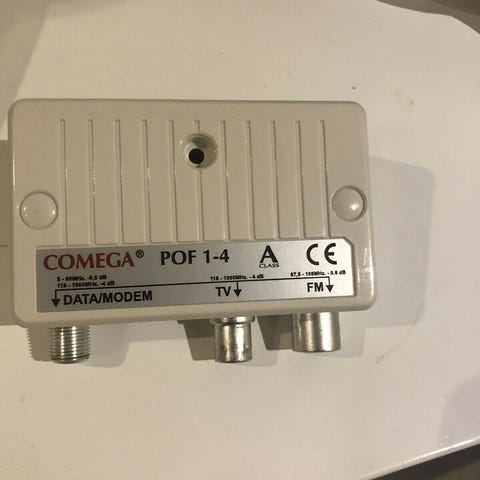 COMEGA® POF 1-4 A CLASS CE
5 - 65MHz, -0,5 dB 118 - 1000MHz, - 4 dB 87,5 - 108MHz, - 0.5 dB
118 - 1000MHz, -4 dB
DATA/MODEM TV FM